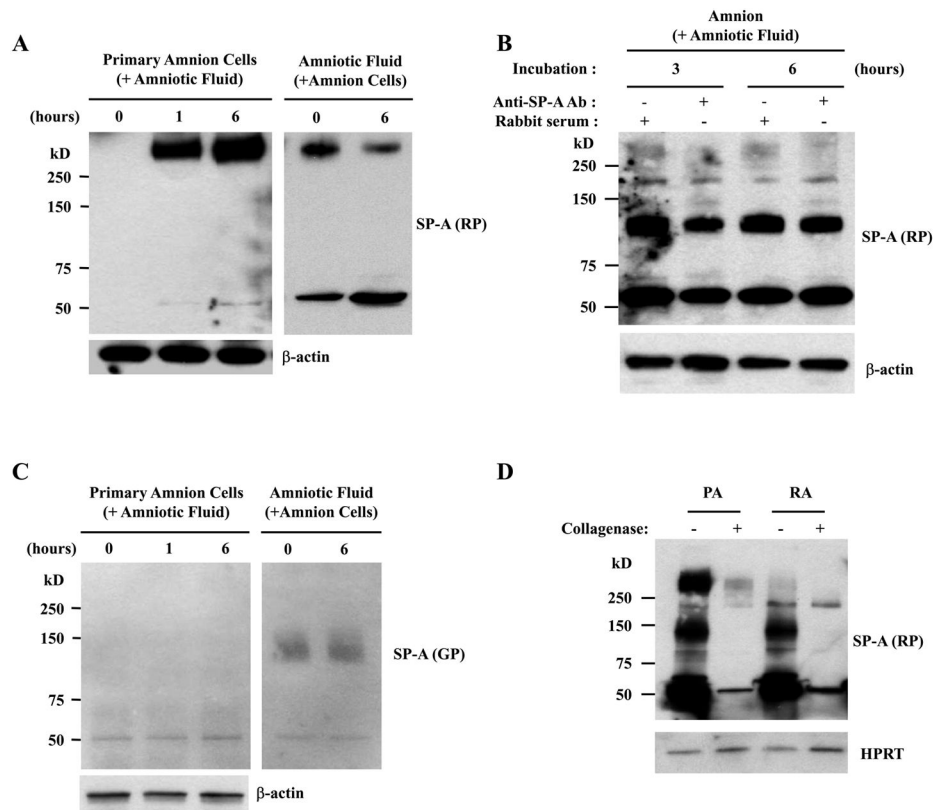 A
Primary Amnion Cells
(+ Amniotic Fluid)
Amniotic Fluid
(+Amnion Cells)
(hours) 0 1 6 0 6
kD
250
150
75
50
SP-A (RP)
β-actin
B
Amnion
(+ Amniotic Fluid)
Incubation : 3 6 (hours)
Anti-SP-A Ab : - + - +
Rabbit serum : + - + -
kD
250
150
75
50
SP-A (RP)
β-actin
C
Primary Amnion Cells
(+ Amniotic Fluid)
Amniotic Fluid
(+Amnion Cells)
(hours) 0 1 6 0 6
kD
250
150
75
50
SP-A (GP)
β-actin
D
PA RA
Collagenase: - + - +
kD
250
150
75
50
SP-A (RP)
HPRT